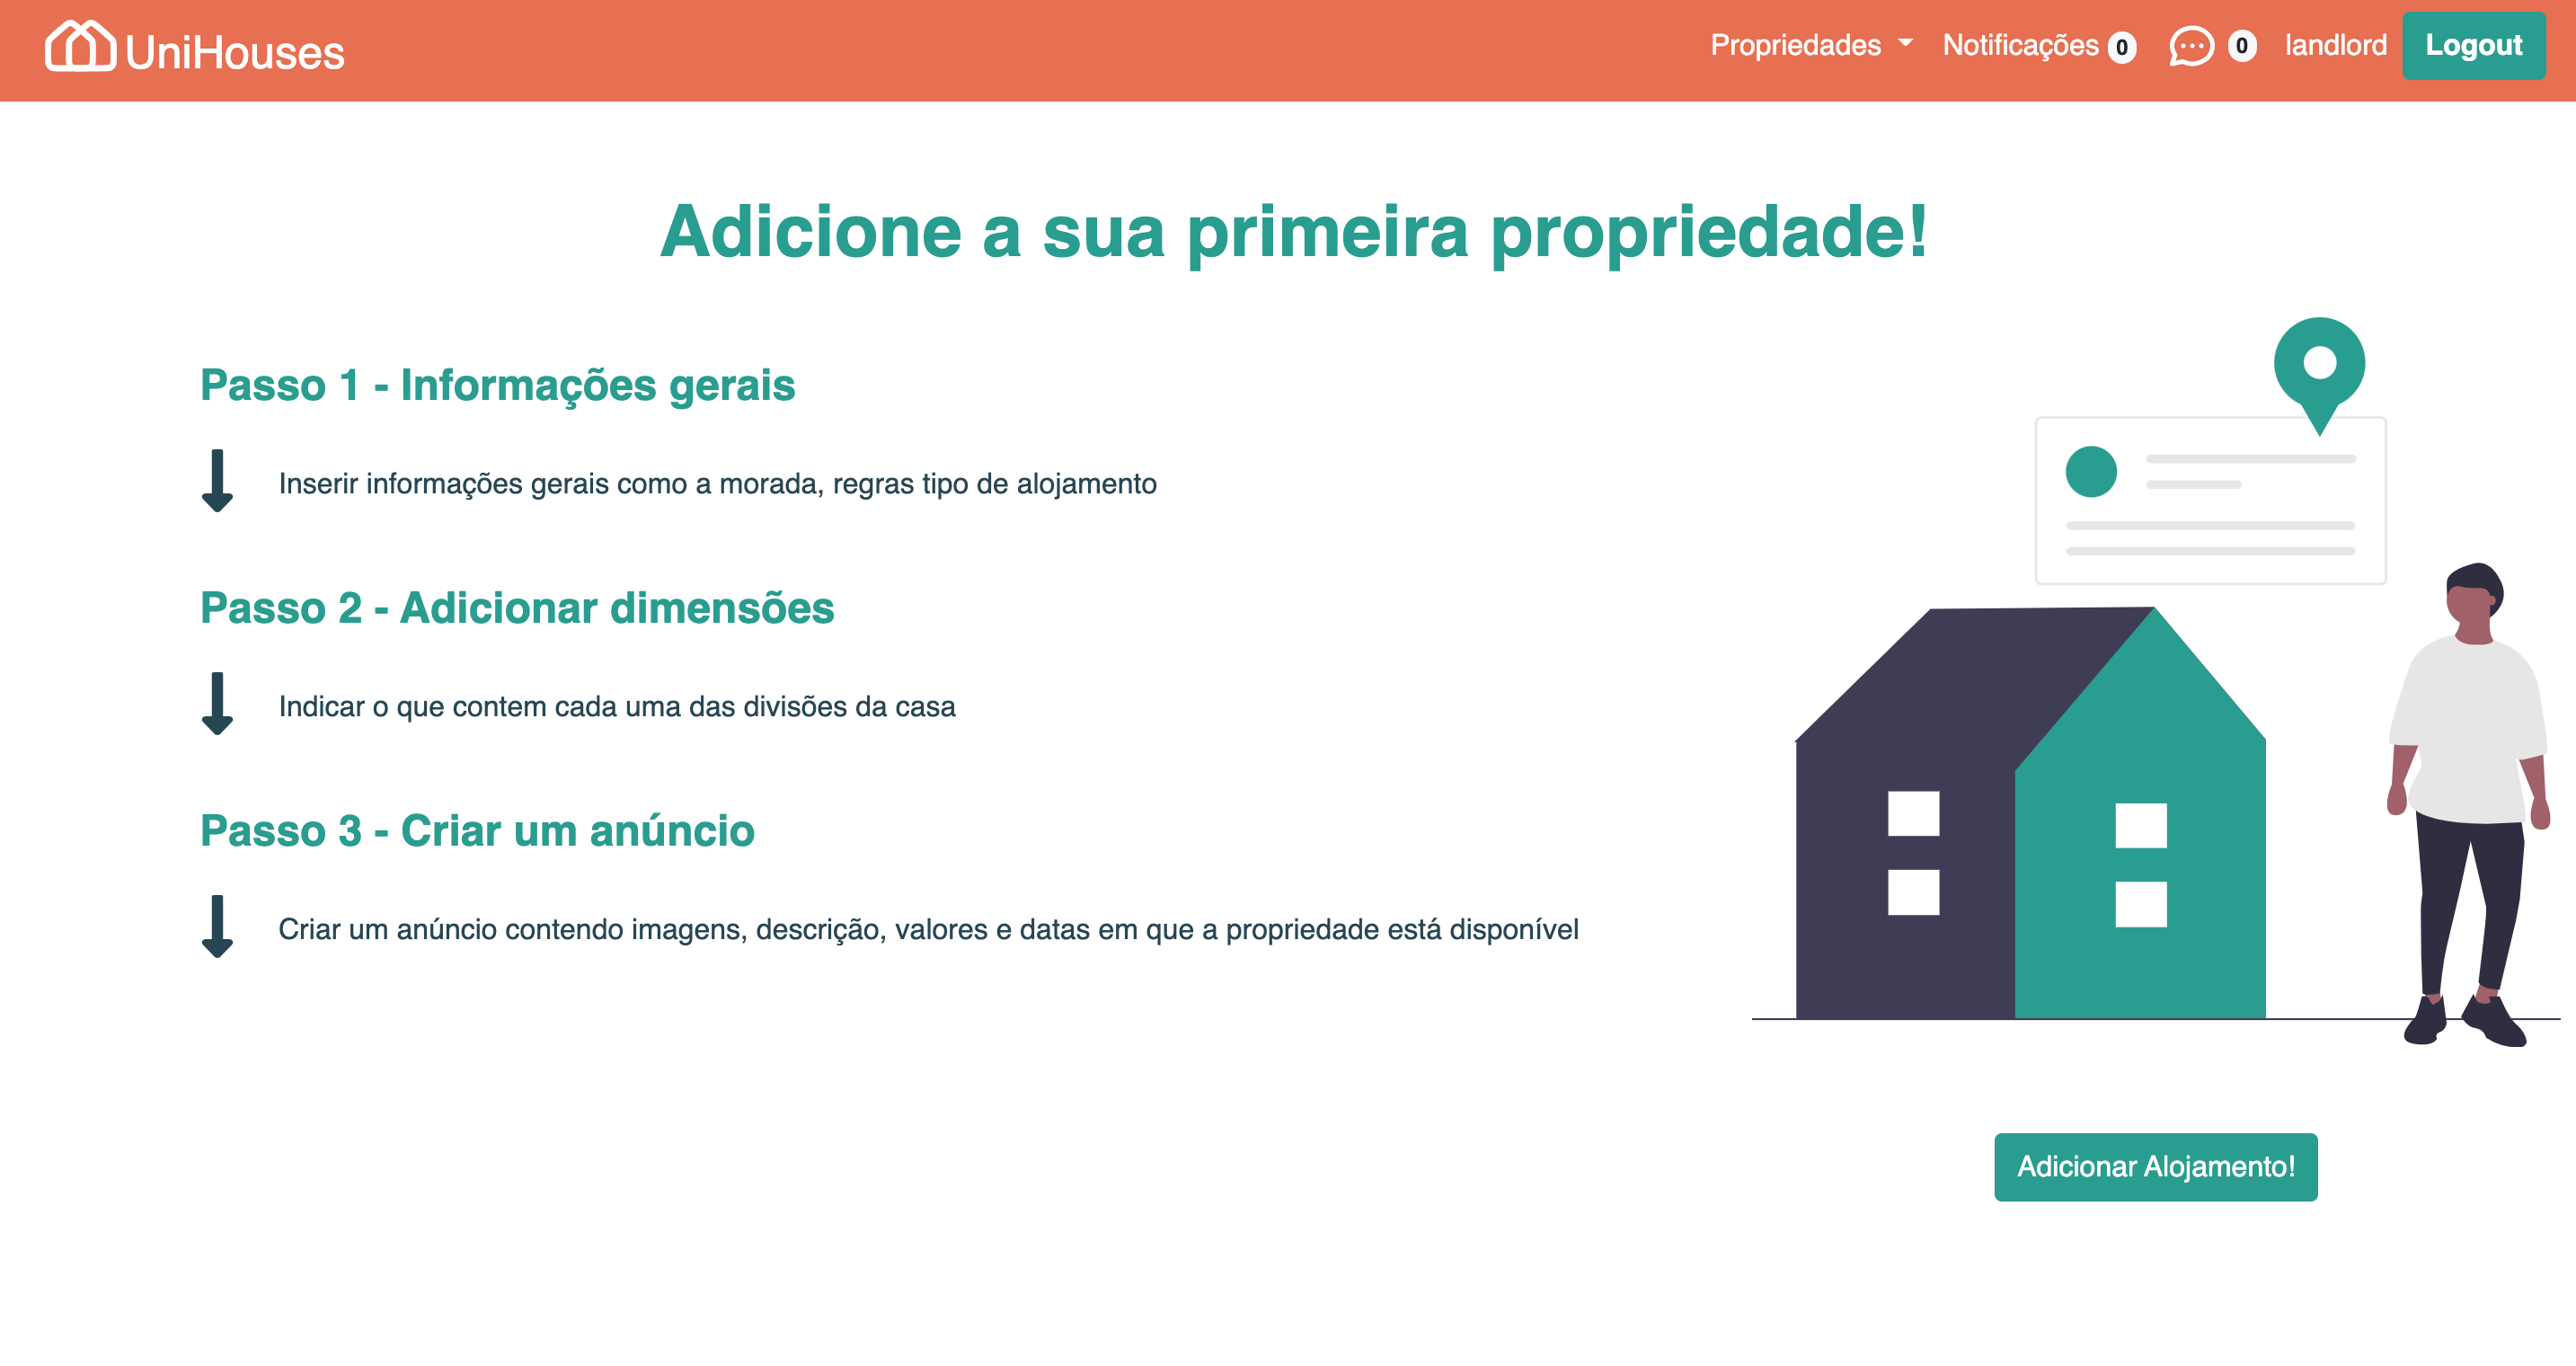 UniHouses
Propriedades Notificações 0 0 landlord Logout
Adicione a sua primeira propriedade!
Passo 1 - Informações gerais
Inserir informações gerais como a morada, regras tipo de alojamento
Passo 2 - Adicionar dimensões
Indicar o que contem cada uma das divisões da casa
Passo 3 - Criar um anúncio
Criar um anúncio contendo imagens, descrição, valores e datas em que a propriedade está disponível
Adicionar Alojamento!